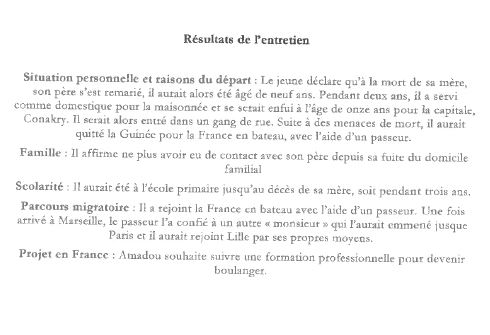 Résultats de l'entretien
Situation personnelle et raisons du départ : Le jeune déclare qu'à la mort de sa mère,
son père s'est remarié, il aurait alors été âgé de neuf ans. Pendant deux ans, il a servi
comme domestique pour la maisonnée et se serait enfui à l'âge de onze ans pour la capitale,
Conakry. Il serait alors entré dans un gang de rue. Suite à des menaces de mort, il aurait
quitté la Guinée pour la France en bateau, avec l'aide d'un passeur.
Famille : Il affirme ne plus avoir eu de contact avec son père depuis sa fuite du domicile
familial
Scolarité : Il aurait été à l'école primaire jusqu'au décès de sa mère, soit pendant trois ans.
Parcours migratoire : Il a rejoint la France en bateau avec l'aide d'un passeur. Une fois
arrivé à Marseille, le passeur l'a confié à un autre « monsieur » qui l'aurait emmené jusque
Paris et il aurait rejoint Lille par ses propres moyens.
Projet en France : Amadou souhaite suivre une formation professionnelle pour devenir
boulanger.